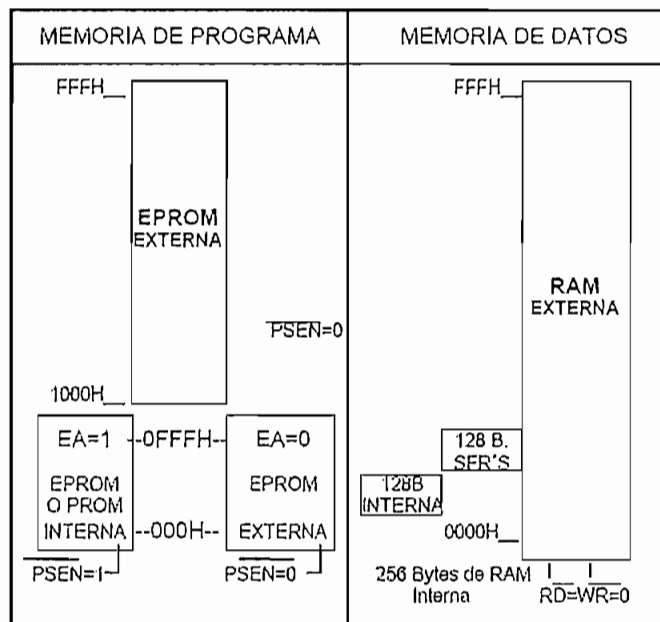 MEMORIA DE PROGRAMA
FFFH
EPROM
EXTERNA
PSEN=0
1000H
EA=1 --0FFFH-- EA=0
EPROM
O PROM
INTERNA
--000H--
EPROM
EXTERNA
PSEN=1
PSEN=0
MEMORIA DE DATOS
FFFH
RAM
EXTERNA
128 B.
SFR'S
128B
INTERNA
0000H
256 Bytes de RAM
Interna
RD=WR=0